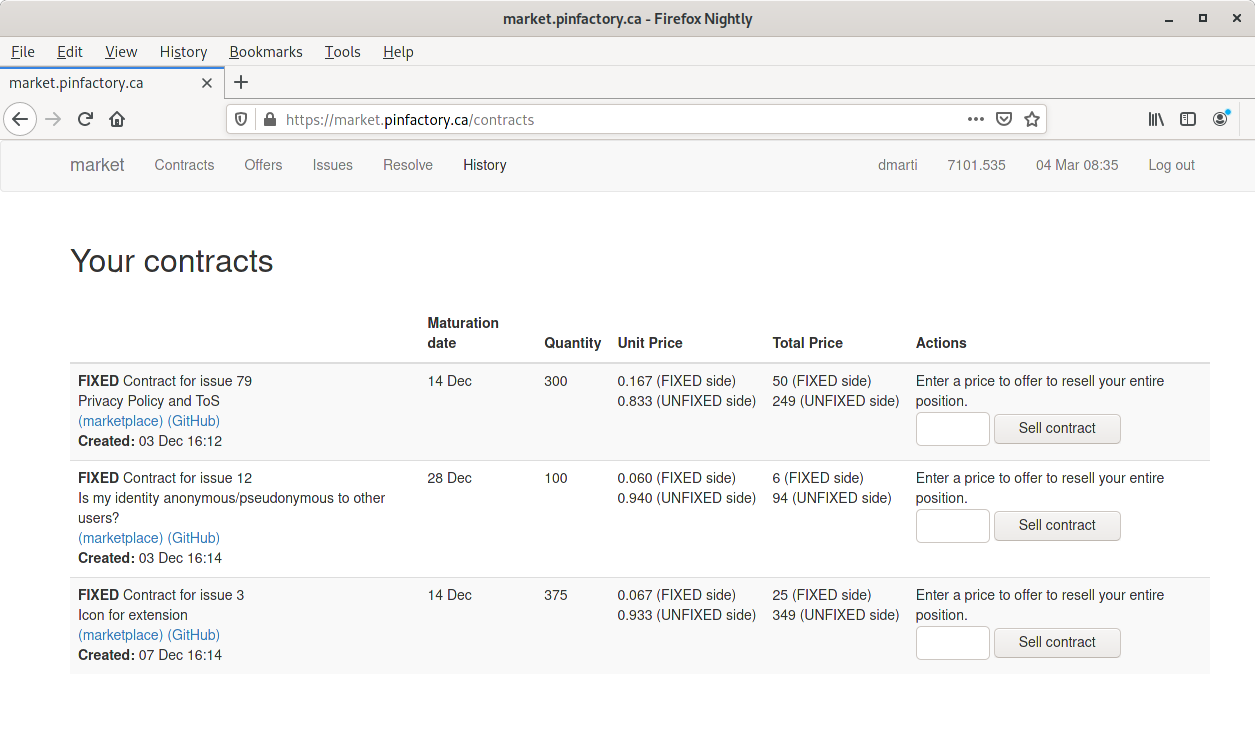 market.pinfactory.ca - Firefox Nightly
File Edit View History Bookmarks Tools Help
market.pinfactory.ca
https://market.pinfactory.ca/contracts
market Contracts Offers Issues Resolve History dmarti 7101.535 04 Mar 08:35 Log out
Your contracts
Maturation
date Quantity Unit Price Total Price Actions
FIXED Contract for issue 79 14 Dec 300 0.167 (FIXED side) 50 (FIXED side) Enter a price to offer to resell your entire
Privacy Policy and ToS 0.833 (UNFIXED side) 249 (UNFIXED side) position.
(marketplace) (GitHub) Sell contract
Created: 03 Dec 16:12
FIXED Contract for issue 12 28 Dec 100 0.060 (FIXED side) 6 (FIXED side) Enter a price to offer to resell your entire
Is my identity anonymous/pseudonymous to other 0.940 (UNFIXED side) 94 (UNFIXED side) position.
users? Sell contract
(marketplace) (GitHub)
Created: 03 Dec 16:14
FIXED Contract for issue 3 14 Dec 375 0.067 (FIXED side) 25 (FIXED side) Enter a price to offer to resell your entire
Icon for extension 0.933 (UNFIXED side) 349 (UNFIXED side) position.
(marketplace) (GitHub) Sell contract
Created: 07 Dec 16:14